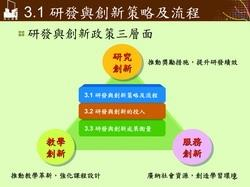 3.1 研發與創新策略及流程
研發與創新政策三層面
研究
創新
推動獎勵措施，提升研發績效
3.1 研發與創新策略及流程
3.2 研發與創新的投入
3.3 研發與創新成果衡量
教學
創新
服務
創新
推動教學革新，強化課程設計
廣納社會資源，創造學習環境